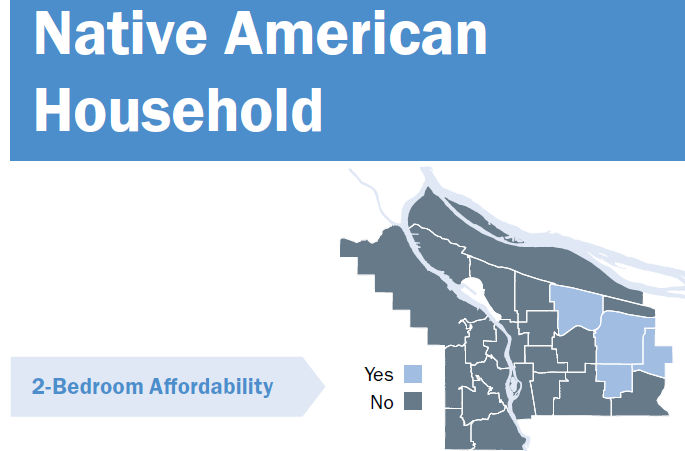 Native American
Household
2-Bedroom Affordability
Yes
No